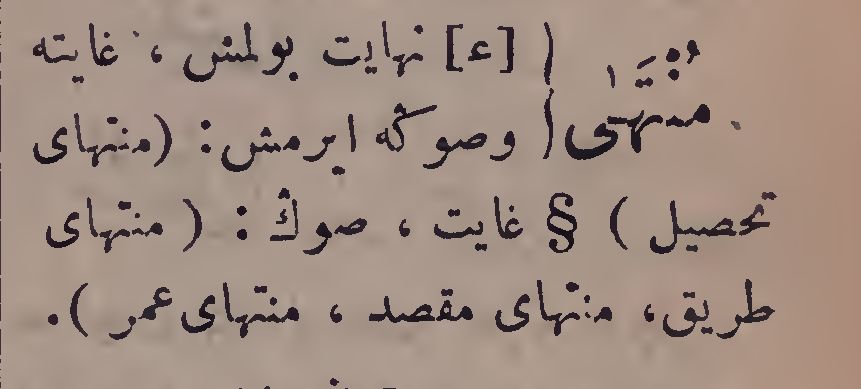 مُنْتَهَٰى ( [ع] نهايت بولمش ، غايته
( وصوڭه ايرمش : (منتهاى
تحصيل ) § غايت ، صوڭ : ( منتهاى
طريق، منتهاى مقصد ، منتهاى عمر ).